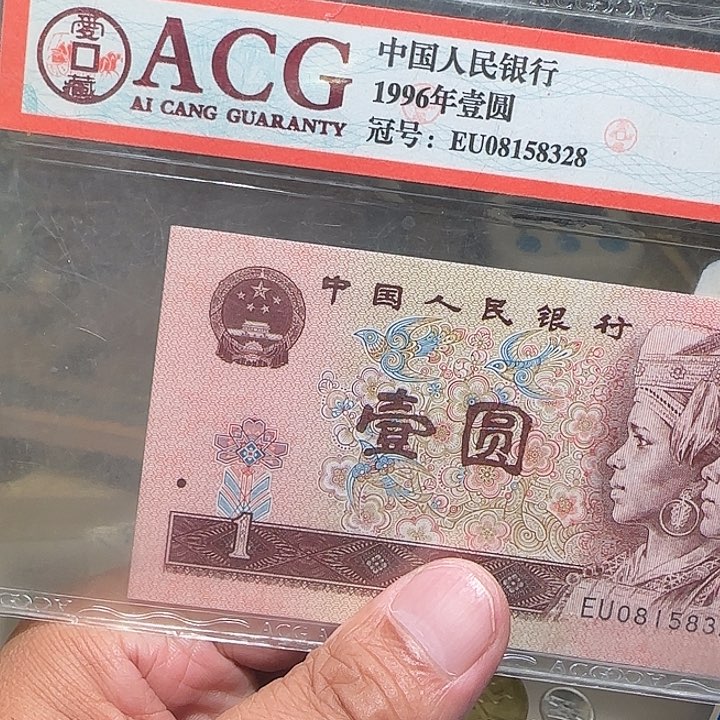 愛藏
ACG
AI CANG GUARANTY
中国人民银行
1996年壹圆
冠号：EU08158328
中国人民银行
壹圆
1
EU081583